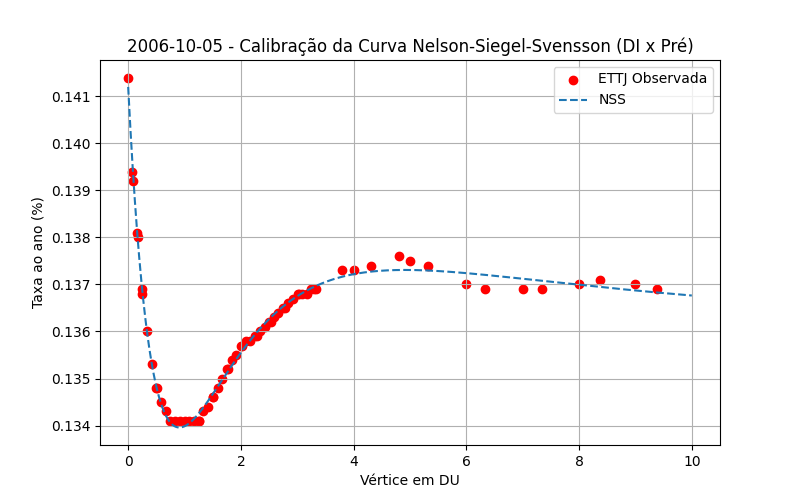 2006-10-05 - Calibração da Curva Nelson-Siegel-Svensson (DI x Pré)
ETTJ Observada
NSS
Taxa ao ano (%)
0.141
0.140
0.139
0.138
0.137
0.136
0.135
0.134
0 2 4 6 8 10
Vértice em DU